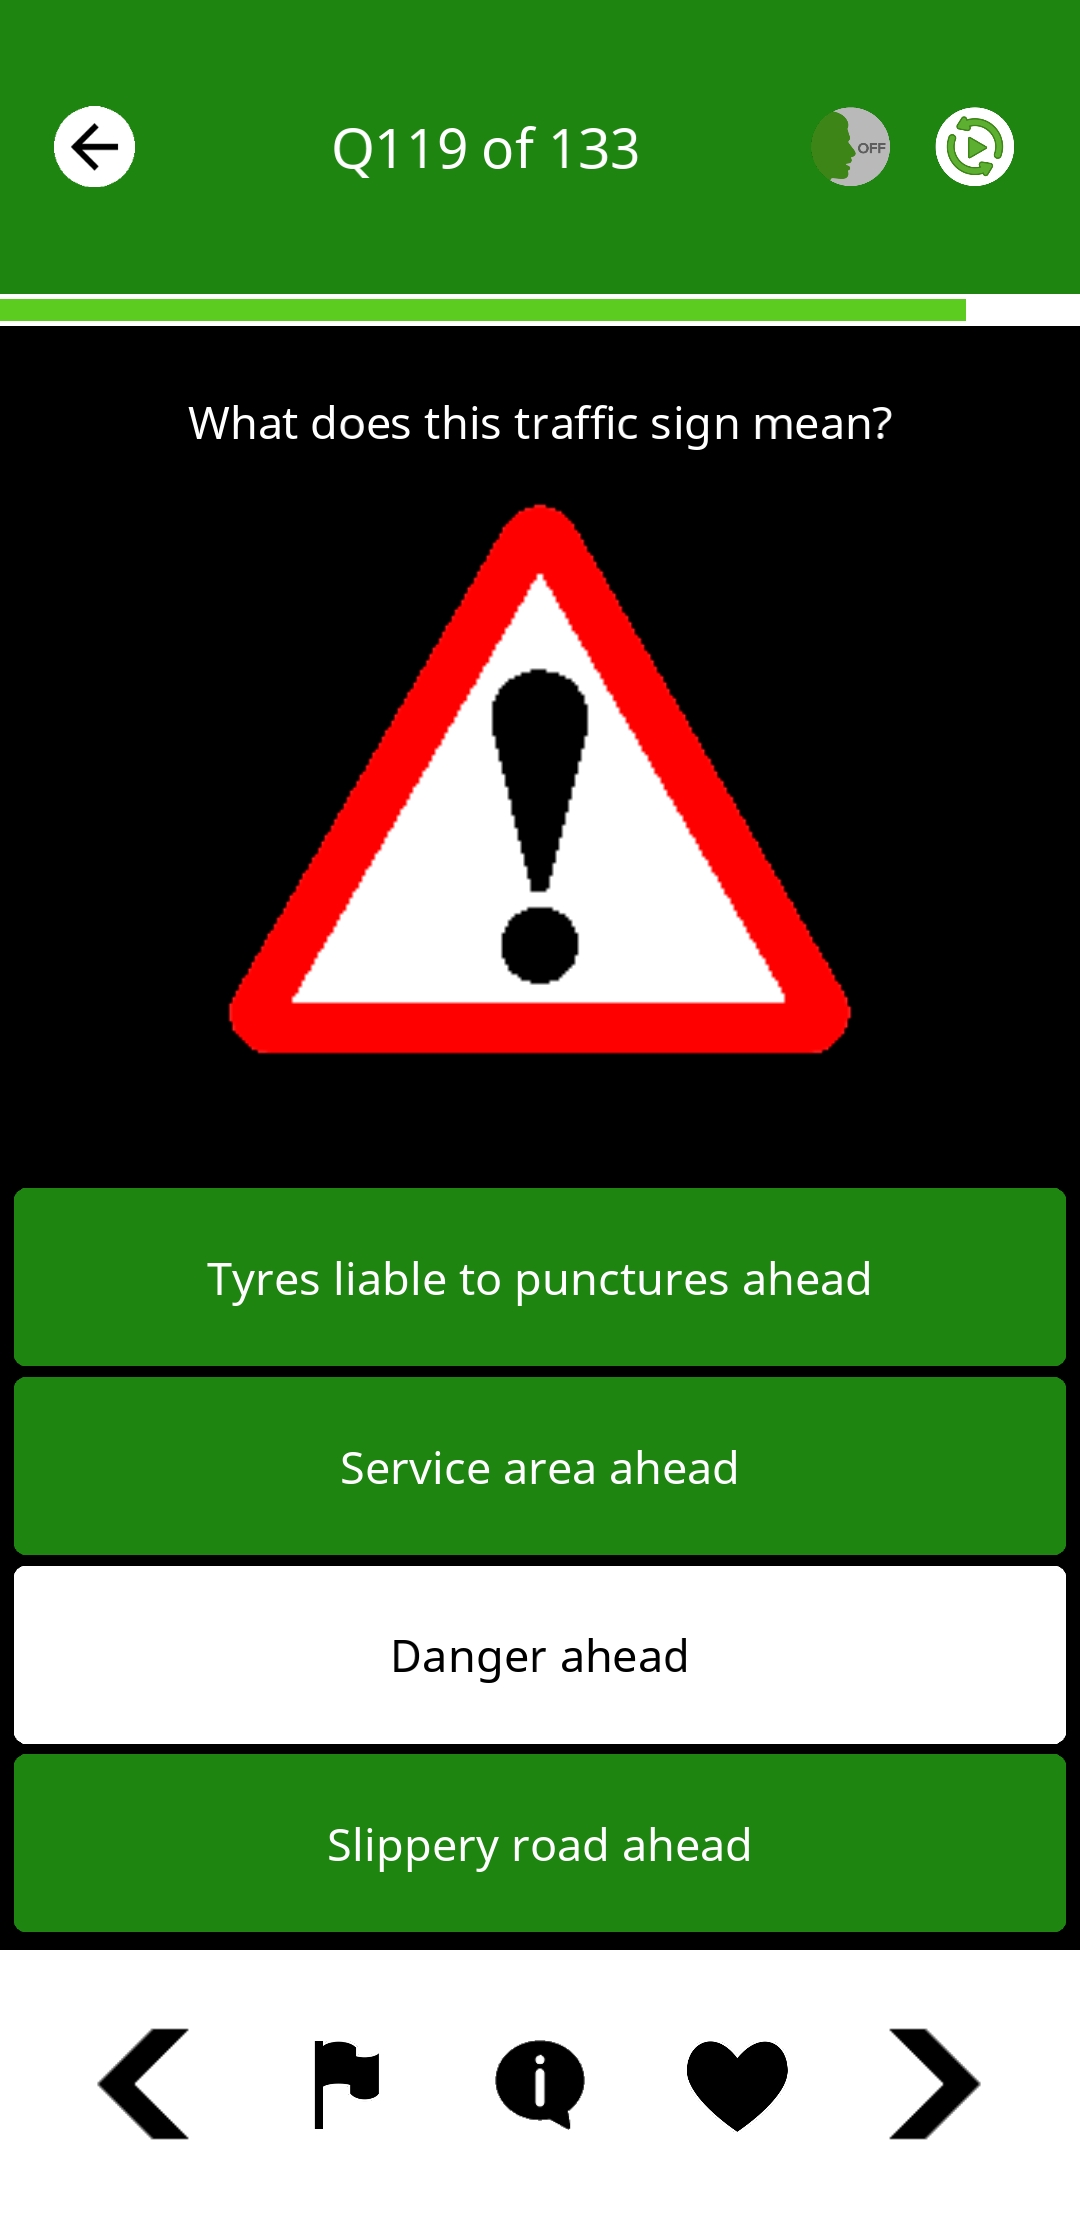 Q119 of 133
OFF
What does this traffic sign mean?
!
Tyres liable to punctures ahead
Service area ahead
Danger ahead
Slippery road ahead